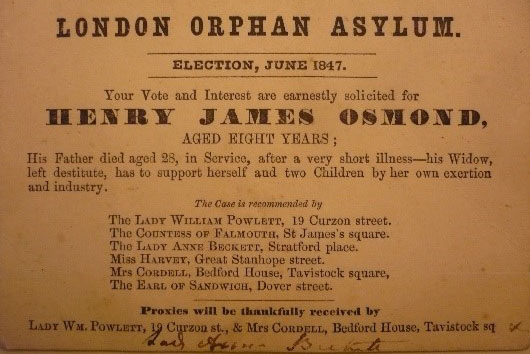 LONDON ORPHAN ASYLUM.
ELECTION, JUNE 1847.
Your Vote and Interest are earnestly solicited for
HENRY JAMES OSMOND,
AGED EIGHT YEARS;
His Father died aged 28, in Service, after a very short illness—his Widow,
left destitute, has to support herself and two Children by her own exertion
and industry.
The Case is recommended by
The LADY WILLIAM POWLETT, 19 Curzon street.
The COUNTESS OF FALMOUTH, St James's square.
The LADY ANNE BECKETT, Stratford place.
Miss HARVEY, Great Stanhope street.
Mrs CORDELL, Bedford House, Tavistock square,
The EARL OF SANDWICH, Dover street.
Proxies will be thankfully received by
LADY WM. POWLETT, 19 Curzon st., & Mrs CORDELL, Bedford House, Tavistock sq
Lady Anne Beckett